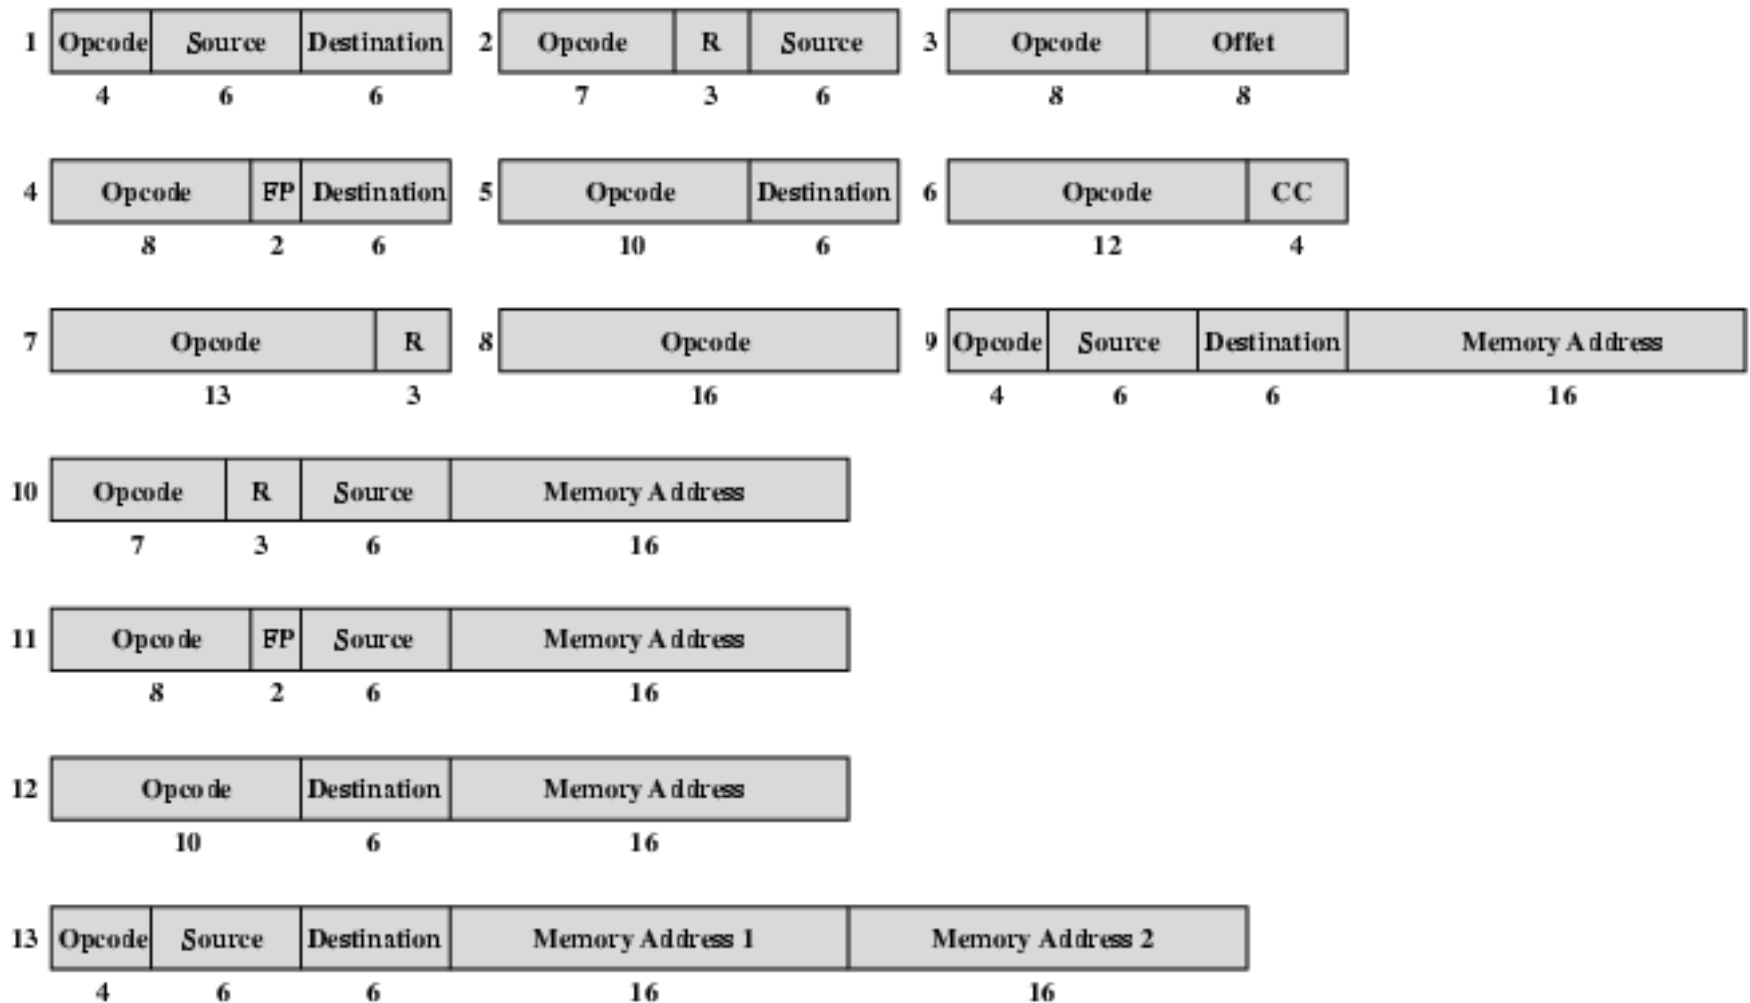 1 Opcode Source Destination 2 Opcode R Source 3 Opcode Offet
4 6 6 7 3 6 8 8
4 Opcode FP Destination 5 Opcode Destination 6 Opcode CC
8 2 6 10 6 12 4
7 Opcode R 8 Opcode 9 Opcode Source Destination Memory Address
13 3 16 4 6 6 16
10 Opcode R Source Memory Address
7 3 6 16
11 Opcode FP Source Memory Address
8 2 6 16
12 Opcode Destination Memory Address
10 6 16
13 Opcode Source Destination Memory Address 1 Memory Address 2
4 6 6 16 16